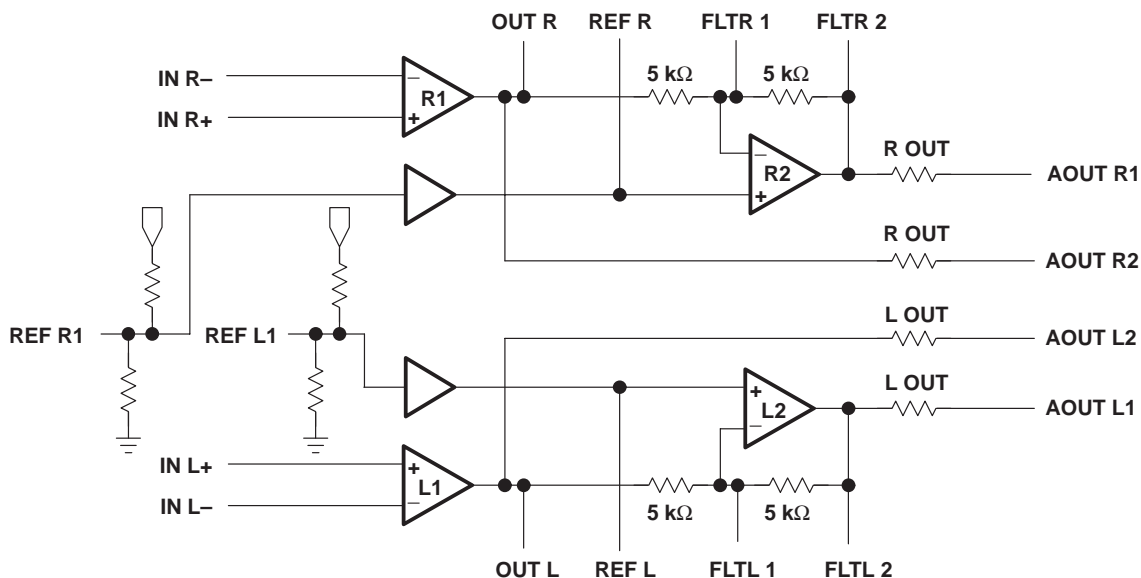 OUT R REF R FLTR 1 FLTR 2
5 kΩ 5 kΩ
IN R–
– R1
+
IN R+
R OUT
– R2
+
AOUT R1
R OUT
AOUT R2
REF R1 REF L1
L OUT
AOUT L2
L OUT
+ L2
–
AOUT L1
IN L+
+ L1
–
IN L–
5 kΩ 5 kΩ
OUT L REF L FLTL 1 FLTL 2